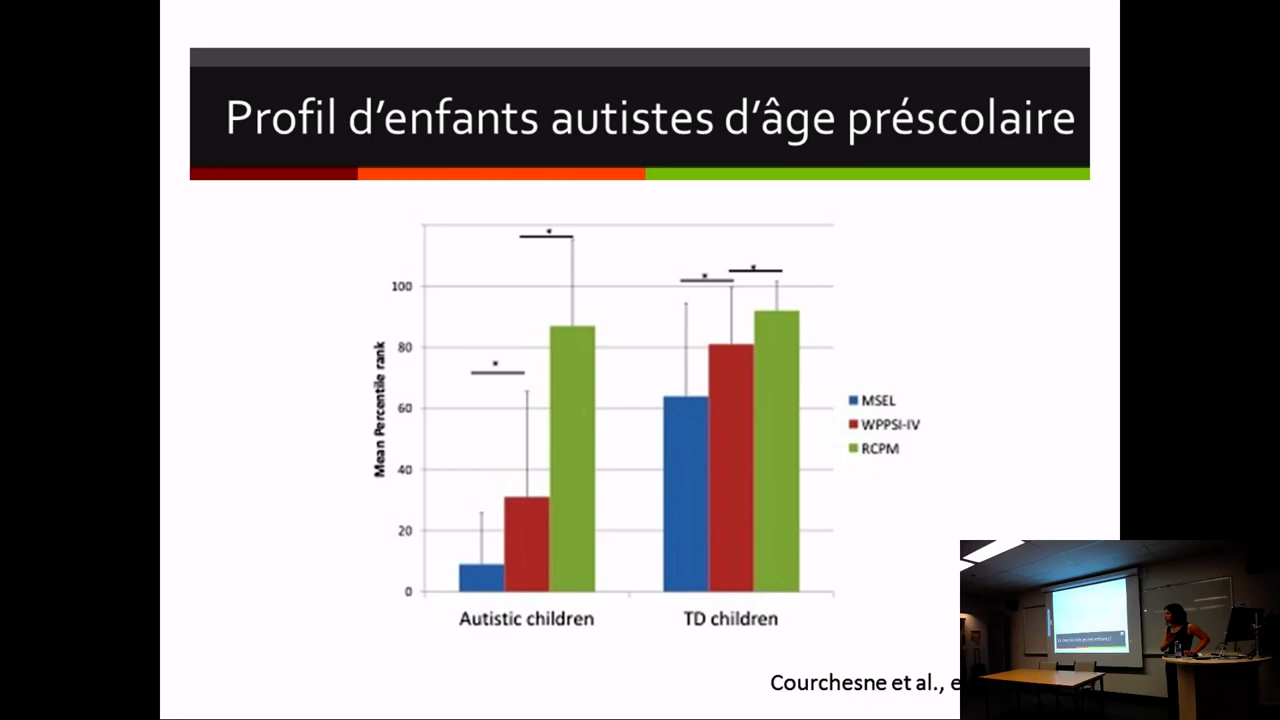 Profil d'enfants autistes d'âge préscolaire
Mean Percentile rank
100
80
60
40
20
0
* 
*
*
*
Autistic children
TD children
MSEL
WPPSI-IV
RCPM
Courchesne et al.,